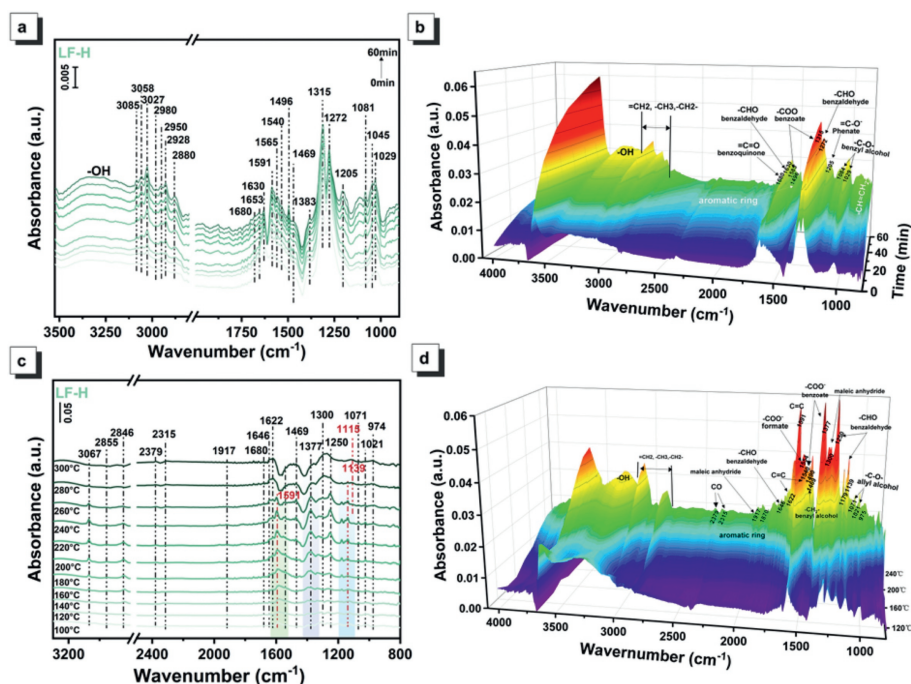 a
LF-H
0.005
60min
0min
3085
3058
3027
2980
2950
2928
2880
-OH
1680
1653
1630
1591
1565
1540
1496
1469
1383
1315
1272
1205
1081
1045
1029
Absorbance (a.u.)
3500 3250 3000 1750 1500 1250 1000
Wavenumber (cm-1)
b
0.06
0.05
0.04
0.03
0.02
0.01
0.00
Absorbance (a.u.)
-OH
=CH2, -CH3,-CH2-
-CHO
benzaldehyde
=C=O
benzoquinone
-COO
benzoate
-CHO
benzaldehyde
=C-O-
Phenate
-C-O-
benzyl alcohol
aromatic ring
-CH=CH
4000 3500 3000 2500 2000 1500 1000
Wavenumber (cm-1)
60
40
20
0
Time (min)
c
LF-H
0.05
3067
2855
2846
2379
2315
1917
1680
1646
1622
1591
1469
1377
1300
1250
1139
1115
1071
1021
974
300°C
280°C
260°C
240°C
220°C
200°C
180°C
160°C
140°C
120°C
100°C
Absorbance (a.u.)
3200 2800 2400 2000 1600 1200 800
Wavenumber (cm-1)
d
0.06
0.05
0.04
0.03
0.02
0.01
0.00
Absorbance (a.u.)
-OH
=CH2, -CH3,-CH2-
CO
maleic anhydride
-CHO
benzaldehyde
C=C
-COO-
formate
C=C
-COO-
benzoate
maleic anhydride
-CHO
benzaldehyde
-C-O-
allyl alcohol
benzyl alcohol
aromatic ring
4000 3500 3000 2500 2000 1500 1000
Wavernumber (cm-1)
240℃
200℃
160℃
120℃